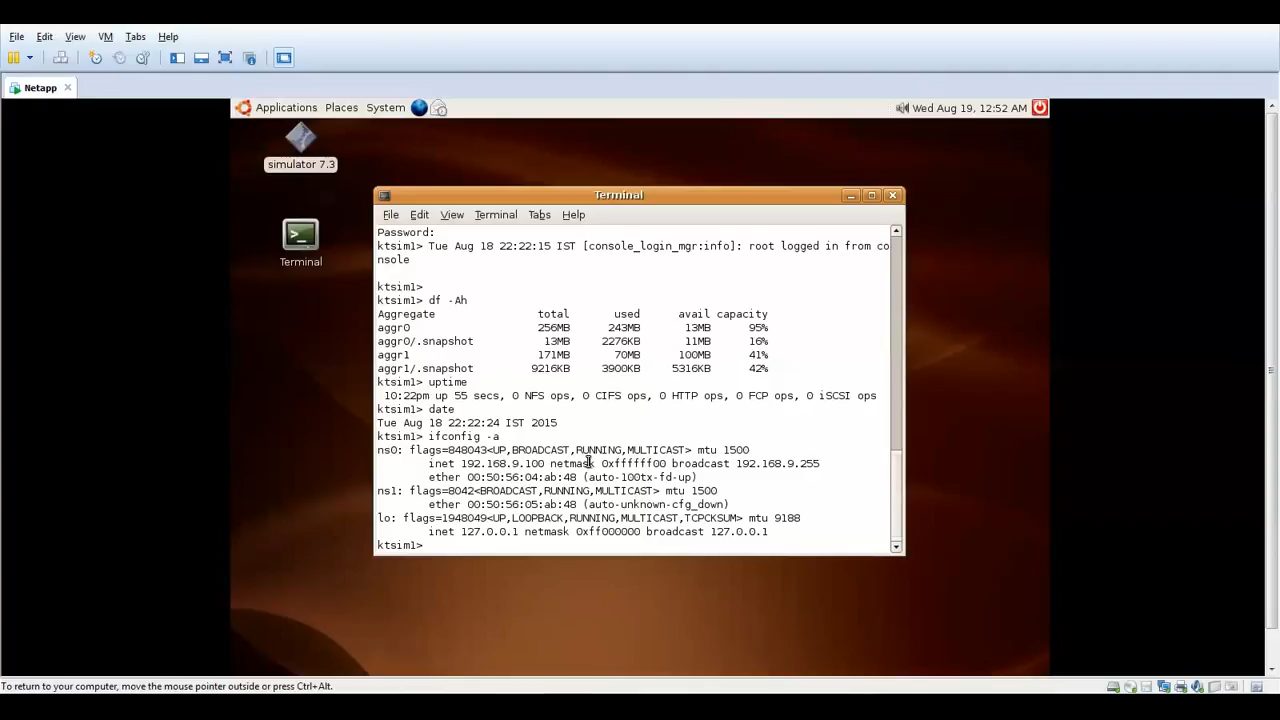 File Edit View VM Tabs Help
Netapp
Applications Places System Wed Aug 19, 12:52 AM
simulator 7.3
Terminal
Terminal
File Edit View Terminal Tabs Help
Password:
ktsim1> Tue Aug 18 22:22:15 IST [console_login_mgr:info]: root logged in from co
nsole
ktsim1>
ktsim1> df -Ah
Aggregate total used avail capacity
aggr0 256MB 243MB 13MB 95%
aggr0/.snapshot 13MB 2276KB 11MB 16%
aggr1 171MB 70MB 100MB 41%
aggr1/.snapshot 9216KB 3900KB 5316KB 42%
ktsim1> uptime
10:22pm up 55 secs, 0 NFS ops, 0 CIFS ops, 0 HTTP ops, 0 FCP ops, 0 iSCSI ops
ktsim1> date
Tue Aug 18 22:22:24 IST 2015
ktsim1> ifconfig -a
ns0: flags=848043<UP,BROADCAST,RUNNING,MULTICAST> mtu 1500
inet 192.168.9.100 netmask 0xffffff00 broadcast 192.168.9.255
ether 00:50:56:04:ab:48 (auto-100tx-fd-up)
ns1: flags=8042<BROADCAST,RUNNING,MULTICAST> mtu 1500
ether 00:50:56:05:ab:48 (auto-unknown-cfg_down)
lo: flags=1948049<UP,LOOPBACK,RUNNING,MULTICAST,TCPCKSUM> mtu 9188
inet 127.0.0.1 netmask 0xff000000 broadcast 127.0.0.1
ktsim1>
To return to your computer, move the mouse pointer outside or press Ctrl+Alt.